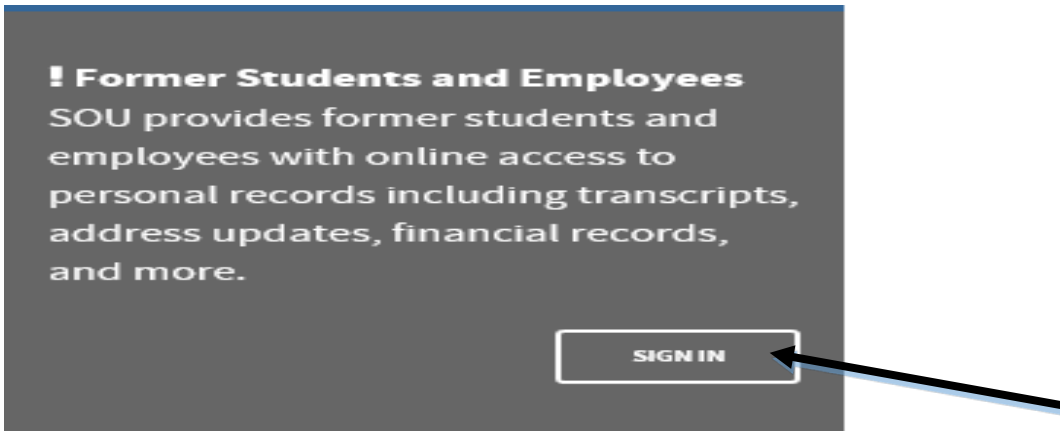 ! Former Students and Employees
SOU provides former students and
employees with online access to
personal records including transcripts,
address updates, financial records,
and more.
SIGN IN